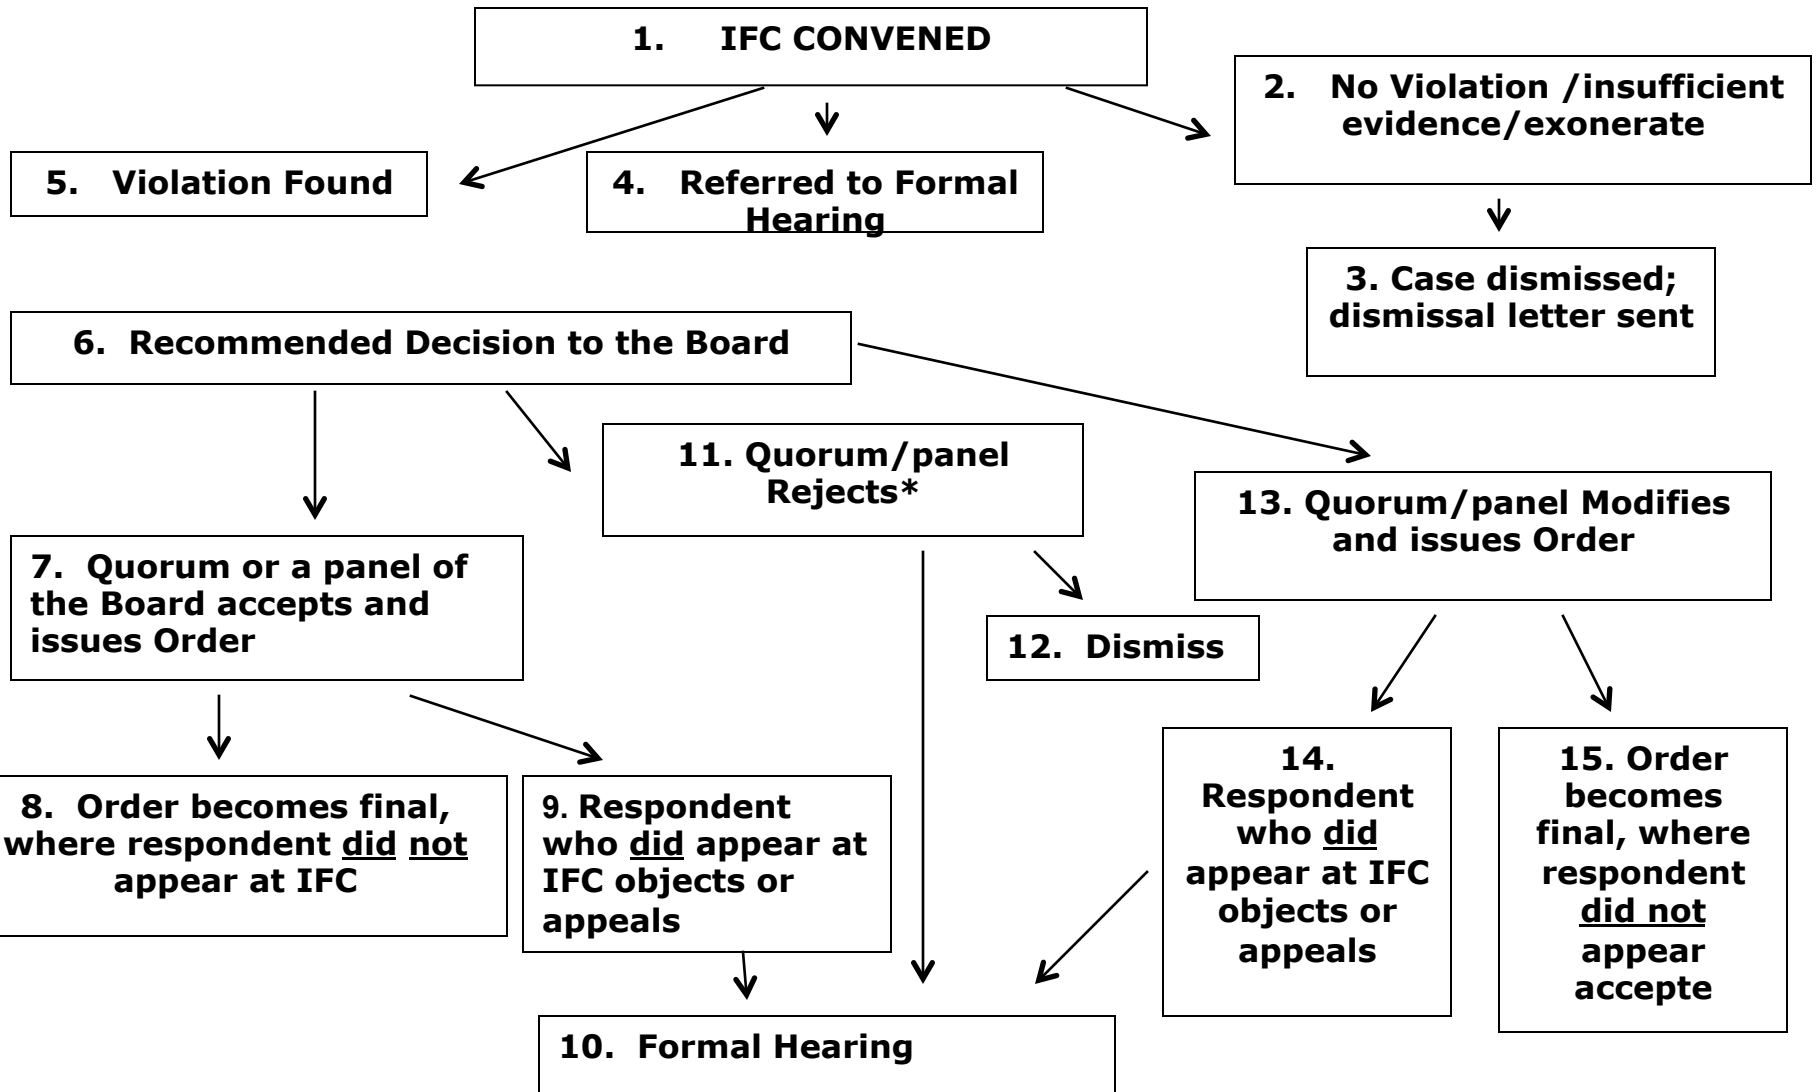 1. IFC CONVENED
2. No Violation /insufficient
evidence/exonerate
5. Violation Found
4. Referred to Formal
Hearing
3. Case dismissed;
dismissal letter sent
6. Recommended Decision to the Board
11. Quorum/panel
Rejects*
13. Quorum/panel Modifies
and issues Order
7. Quorum or a panel of
the Board accepts and
issues Order
12. Dismiss
8. Order becomes final,
where respondent did not
appear at IFC
9. Respondent
who did appear at
IFC objects or
appeals
14.
Respondent
who did
appear at IFC
objects or
appeals
15. Order
becomes
final, where
respondent
did not
appear
accepte
10. Formal Hearing